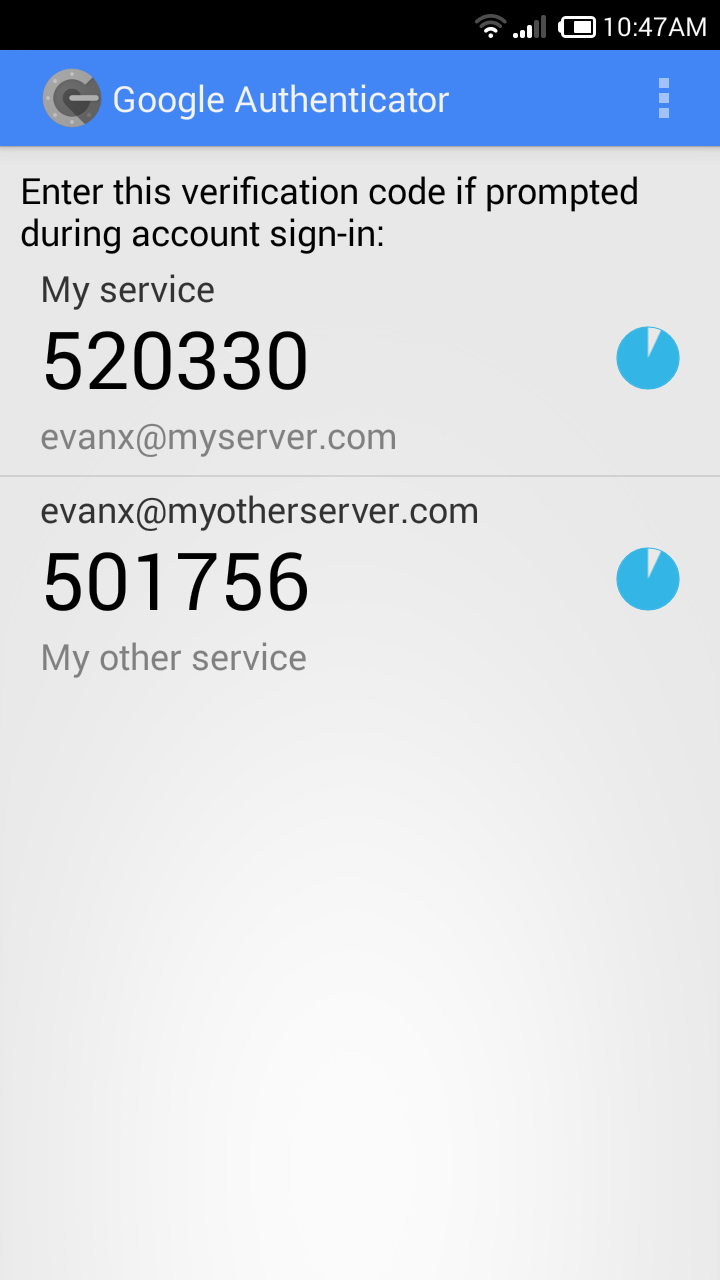 10:47AM
Google Authenticator
Enter this verification code if prompted
during account sign-in:
My service
520330
evanx@myserver.com
evanx@myotherserver.com
501756
My other service